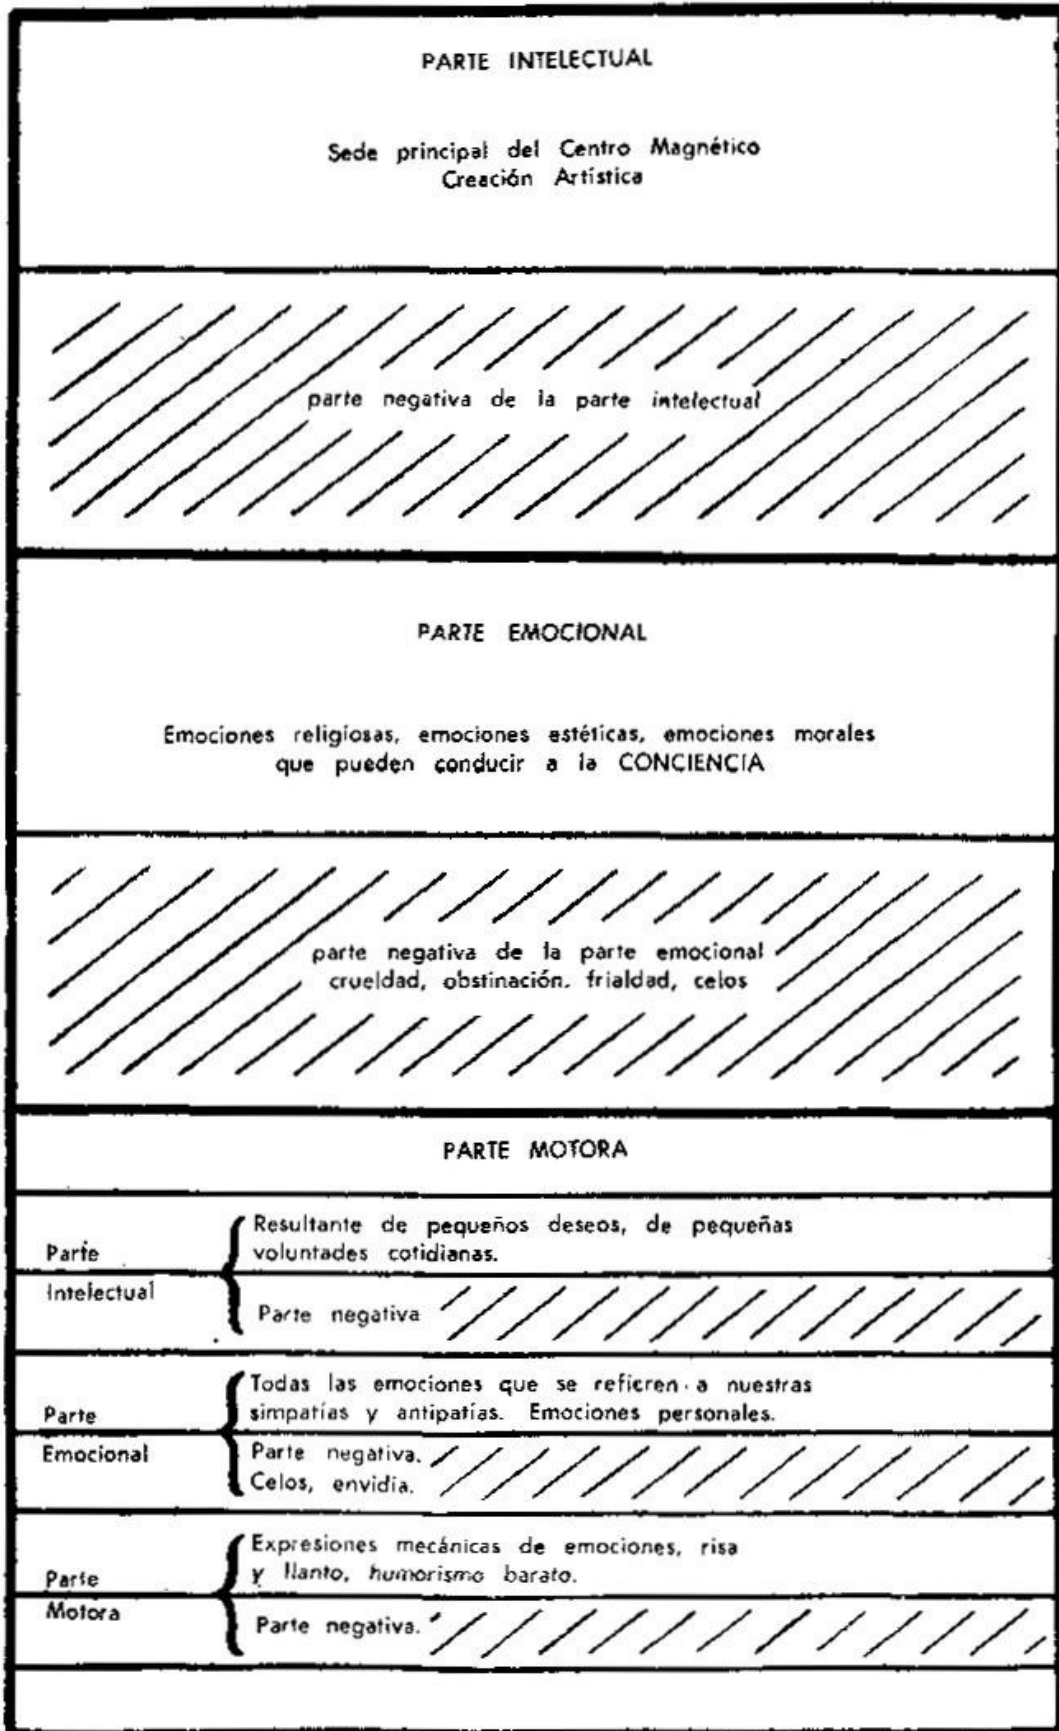 PARTE INTELECTUAL
Sede principal del Centro Magnético
Creación Artística
parte negativa de la parte intelectual
PARTE EMOCIONAL
Emociones religiosas, emociones estéticas, emociones morales
que pueden conducir a la CONCIENCIA
parte negativa de la parte emocional
crueldad, obstinación. frialdad, celos
PARTE MOTORA
Parte
Intelectual
Resultante de pequeños deseos, de pequeñas
voluntades cotidianas.
Parte negativa
Parte
Emocional
Todas las emociones que se refieren a nuestras
simpatías y antipatías. Emociones personales.
Parte negativa.
Celos, envidia.
Parte
Motora
Expresiones mecánicas de emociones, risa
y llanto, humorismo barato.
Parte negativa.